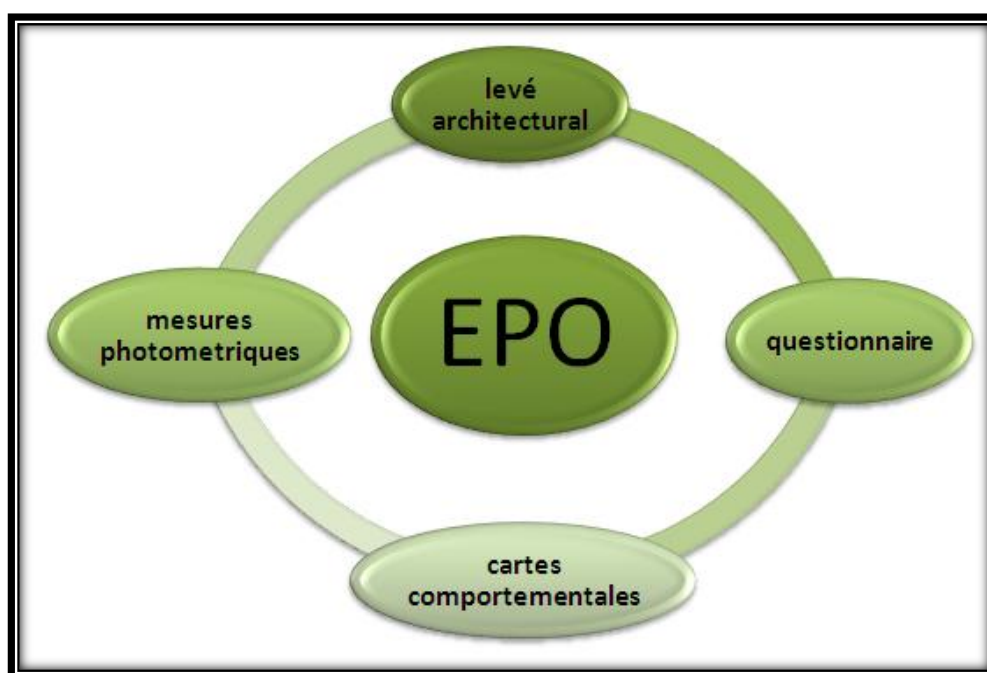 levé
architectural
mesures
photometriques
EPO
questionnaire
cartes
comportementales